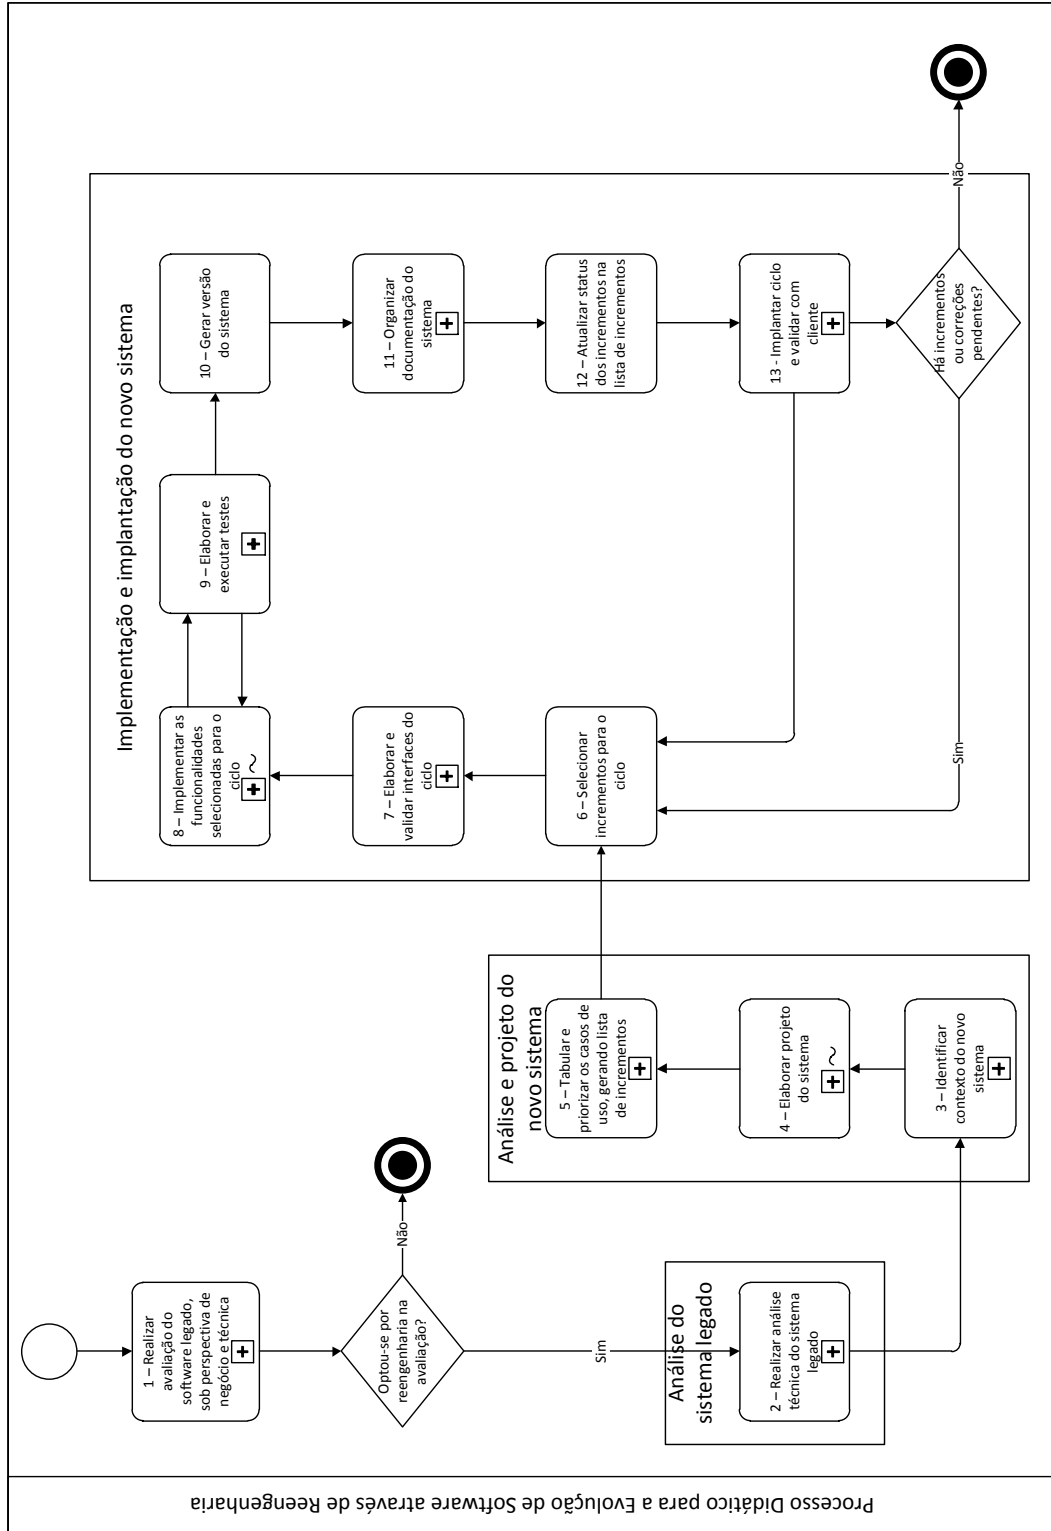 Processo Didático para a Evolução de Software de através de Reengenharia
1 – Realizar
avaliação do
software legado,
sob perspectiva de
negócio e técnica
Optou-se por
reengenharia na
avaliação?
Não
Sim
Análise do
sistema legado
2 – Realizar análise
técnica do sistema
legado
Análise e projeto do
novo sistema
3 – Identificar
contexto do novo
sistema
4 – Elaborar projeto
do sistema
5 – Tabular e
priorizar os casos de
uso, gerando lista
de incrementos
Implementação e implantação do novo sistema
6 – Selecionar
incrementos para o
ciclo
7 – Elaborar e
validar interfaces do
ciclo
8 – Implementar as
funcionalidades
selecionadas para o
ciclo
9 – Elaborar e
executar testes
10 – Gerar versão
do sistema
11 – Organizar
documentação do
sistema
12 – Atualizar status
dos incrementos na
lista de incrementos
13 - Implantar ciclo
e validar com
cliente
Há incrementos
ou correções
pendentes?
Sim
Não